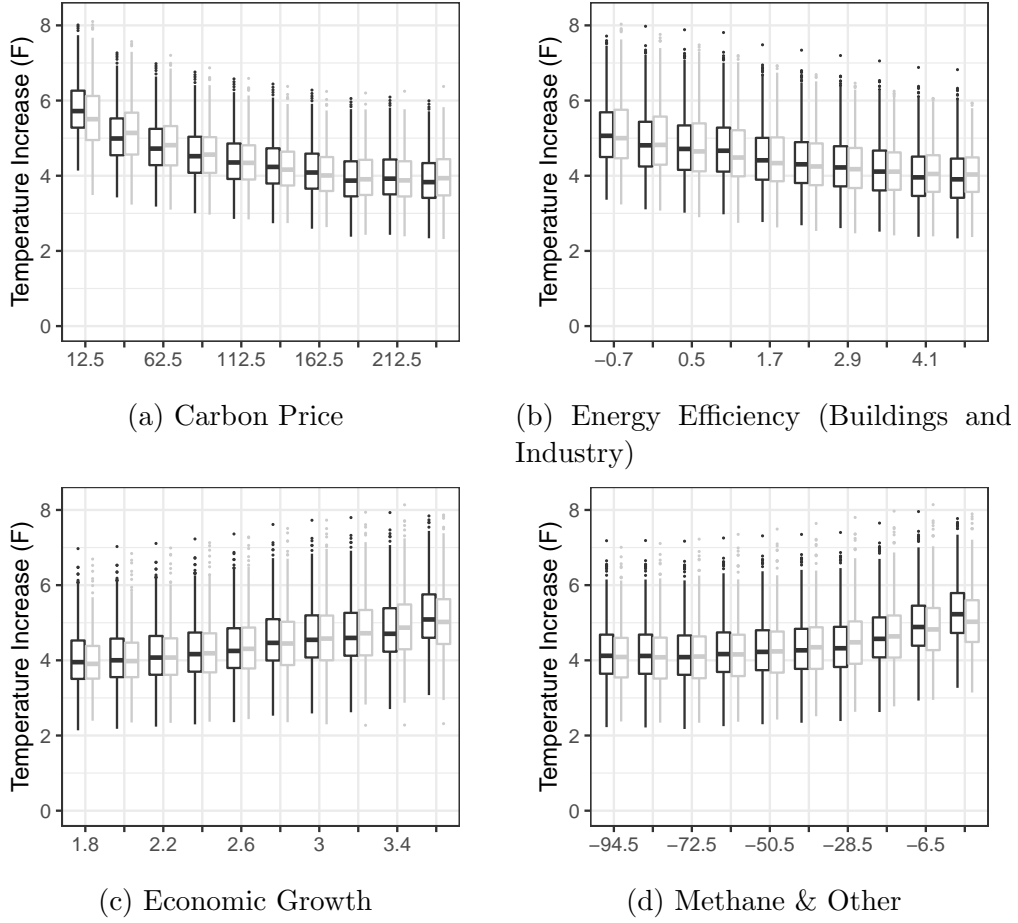 Temperature Increase (F)
8
6
4
2
0
12.5 62.5 112.5 162.5 212.5
(a) Carbon Price
Temperature Increase (F)
8
6
4
2
0
−0.7 0.5 1.7 2.9 4.1
(b) Energy Efficiency (Buildings and
Industry)
Temperature Increase (F)
8
6
4
2
0
1.8 2.2 2.6 3 3.4
(c) Economic Growth
Temperature Increase (F)
8
6
4
2
0
−94.5 −72.5 −50.5 −28.5 −6.5
(d) Methane & Other